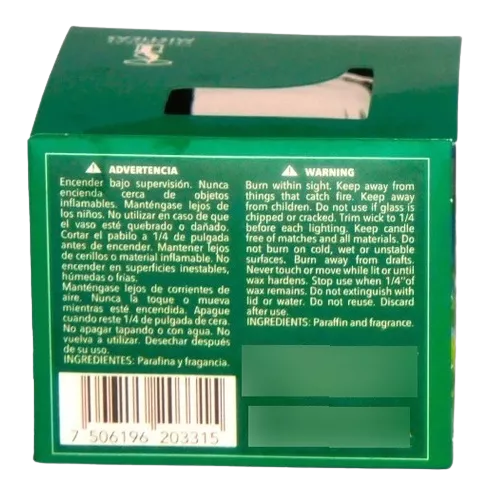 ADVERTENCIA
Encender bajo supervisión. Nunca
encienda cerca de objetos
inflamables. Manténgase lejos de
los niños. No utilizar en caso de que
el vaso esté quebrado o dañado.
Cortar el pabilo a 1/4 de pulgada
antes de encender. Mantener lejos
de cerillos o material inflamable. No
encender en superficies inestables,
húmedas o frías.
Manténgase lejos de corrientes de
aire. Nunca la toque o mueva
mientras esté encendida. Apague
cuando reste 1/4 de pulgada de cera.
No apagar tapando o con agua. No
vuelva a utilizar. Desechar después
de su uso.
INGREDIENTES: Parafina y fragancia.
7 506196 203315
WARNING
Burn within sight. Keep away from
things that catch fire. Keep away
from children. Do not use if glass is
chipped or cracked. Trim wick to 1/4
before each lighting. Keep candle
free of matches and all materials. Do
not burn on cold, wet or unstable
surfaces. Burn away from drafts.
Never touch or move while lit or until
wax hardens. Stop use when 1/4"of
wax remains. Do not extinguish with
lid or water. Do not reuse. Discard
after use.
INGREDIENTS: Paraffin and fragrance.